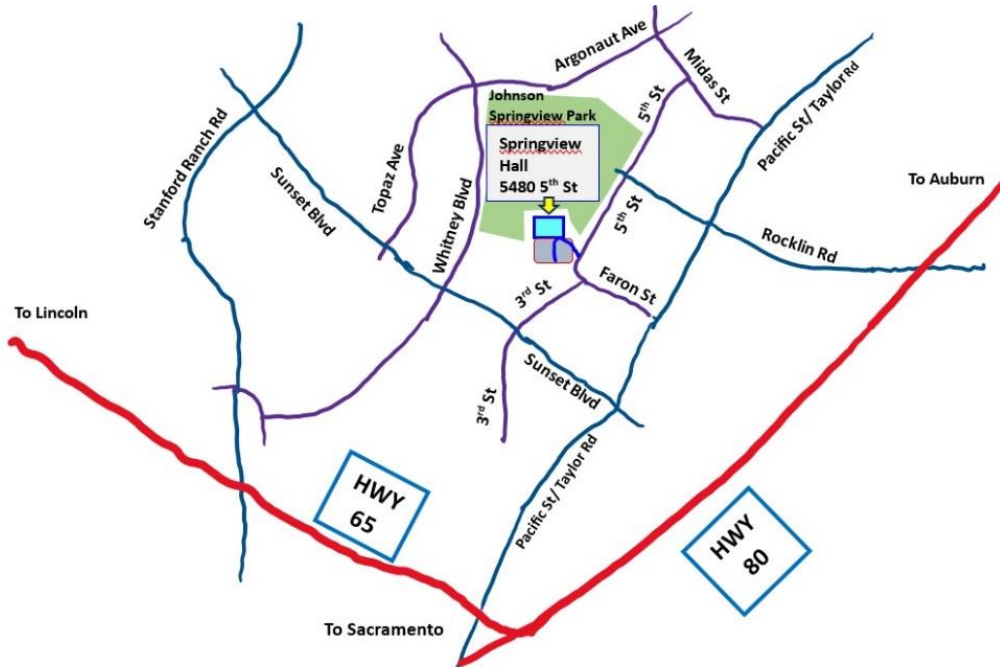 Argonaut Ave
Midas St
Pacific St/ Taylor Rd
Johnson
Springview Park
Springview
Hall
5480 5th St
5th St
5th St
To Auburn
Stanford Ranch Rd
Sunset Blvd
Topaz Ave
Whitney Blvd
Rocklin Rd
3rd St
Faron St
To Lincoln
3rd St
Sunset Blvd
Pacific St/ Taylor Rd
HWY
65
HWY
80
To Sacramento